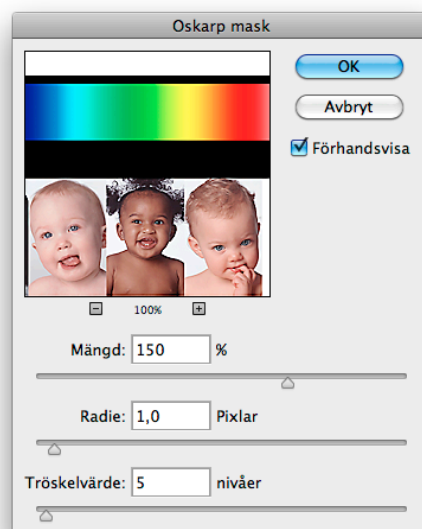 Oskarp mask
OK
Avbryt
Förhandsvisa
100%
Mängd: 150 %
Radie: 1,0 Pixlar
Tröskelvärde: 5 nivåer